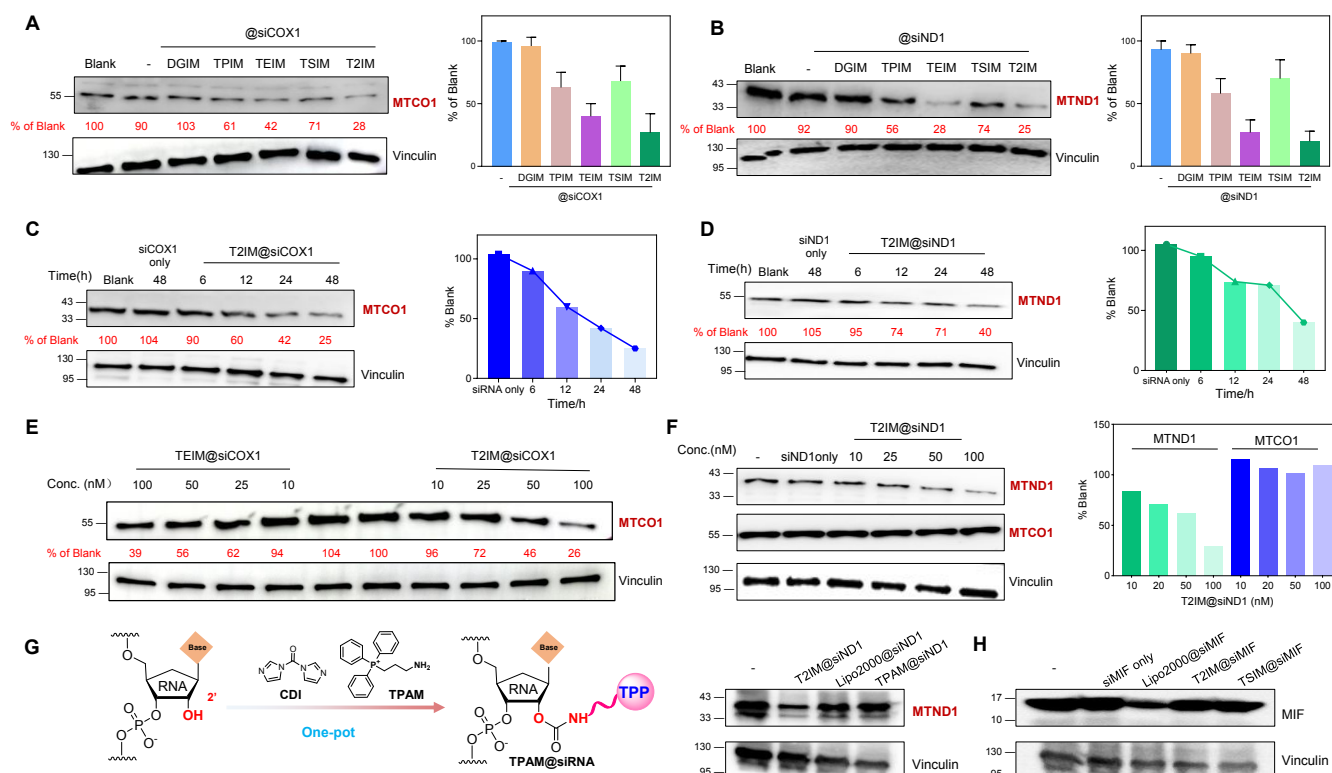 A
@siCOX1
Blank - DGIM TPIM TEIM TSIM T2IM
55
MTCO1
% of Blank 100 90 103 61 42 71 28
130
Vinculin
% of Blank
100
50
0
- DGIM TPIM TEIM TSIM T2IM
@siCOX1
B
@siND1
Blank - DGIM TPIM TEIM TSIM T2IM
43
33
MTND1
% of Blank 100 92 90 56 28 74 25
130
95
Vinculin
% of Blank
100
50
0
- DGIM TPIM TEIM TSIM T2IM
@siND1
C
siCOX1
only
T2IM@siCOX1
Time(h) Blank 48 6 12 24 48
43
33
MTCO1
% of Blank 100 104 90 60 42 25
130
95
Vinculin
% Blank
100
50
0
siRNA only 6 12 24 48
Time/h
D
siND1
only
T2IM@siND1
Time(h) Blank 48 6 12 24 48
55
MTND1
% of Blank 100 105 95 74 71 40
130
95
Vinculin
% Blank
100
50
0
siRNA only 6 12 24 48
Time/h
E
TEIM@siCOX1 T2IM@siCOX1
Conc. (nM) 100 50 25 10 10 25 50 100
55
MTCO1
% of Blank 39 56 62 94 104 100 96 72 46 26
130
95
Vinculin
F
T2IM@siND1
Conc.(nM) - siND1only 10 25 50 100
43
33
MTND1
55
MTCO1
130
95
Vinculin
% Blank
150
100
50
0
MTND1 MTCO1
10 20 50 100 10 20 50 100
T2IM@siND1 (nM)
G
Base
O
RNA
2'
O
OH
O
P
O-
O
O
N N N N
CDI
P+
NH2
TPAM
One-pot
Base
O
RNA
O
O
NH
TPP
O
P
O-
O
O
TPAM@siRNA
- T2IM@siND1 Lipo2000@siND1 TPAM@siND1
43
33
MTND1
130
95
72
Vinculin
H
- siMIF only Lipo2000@siMIF T2IM@siMIF TSIM@siMIF
17
10
MIF
130
95
Vinculin